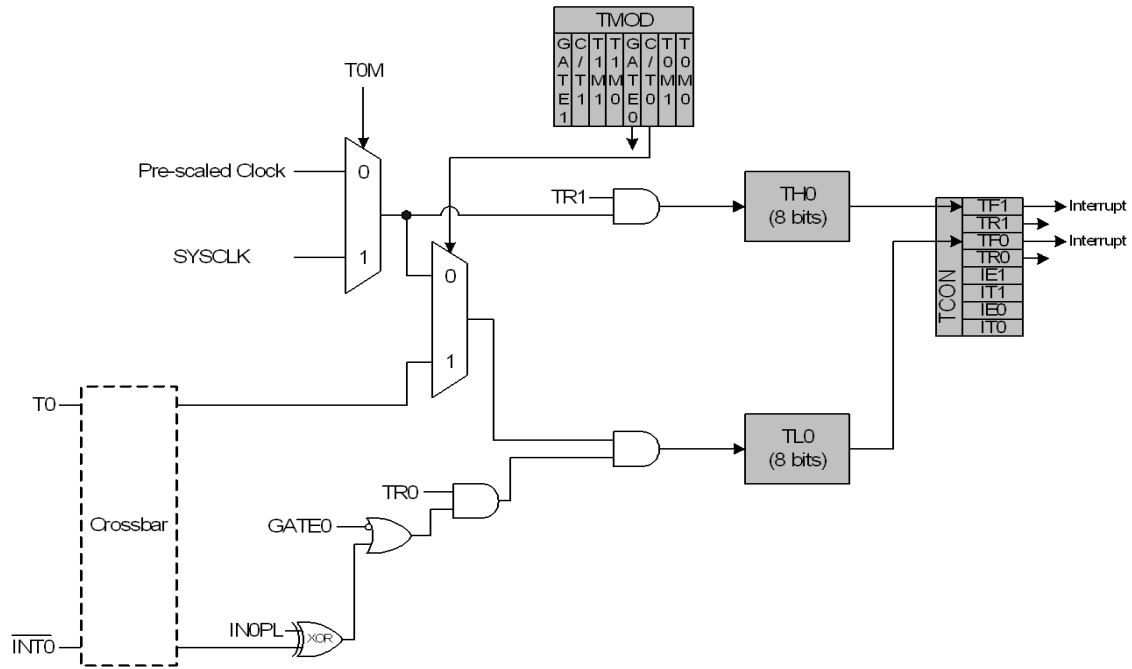 TMOD
GATE1
C/T1
T1M1
T1M0
GATE0
C/T0
T0M1
T0M0
T0M
Pre-scaled Clock
0
SYSCLK
1
TR1
TH0
(8 bits)
TCON
TF1
TR1
TF0
TR0
IE1
IT1
IE0
IT0
Interrupt
Interrupt
0
1
T0
Crossbar
TL0
(8 bits)
TR0
GATE0
IN0PL
XOR
INT0